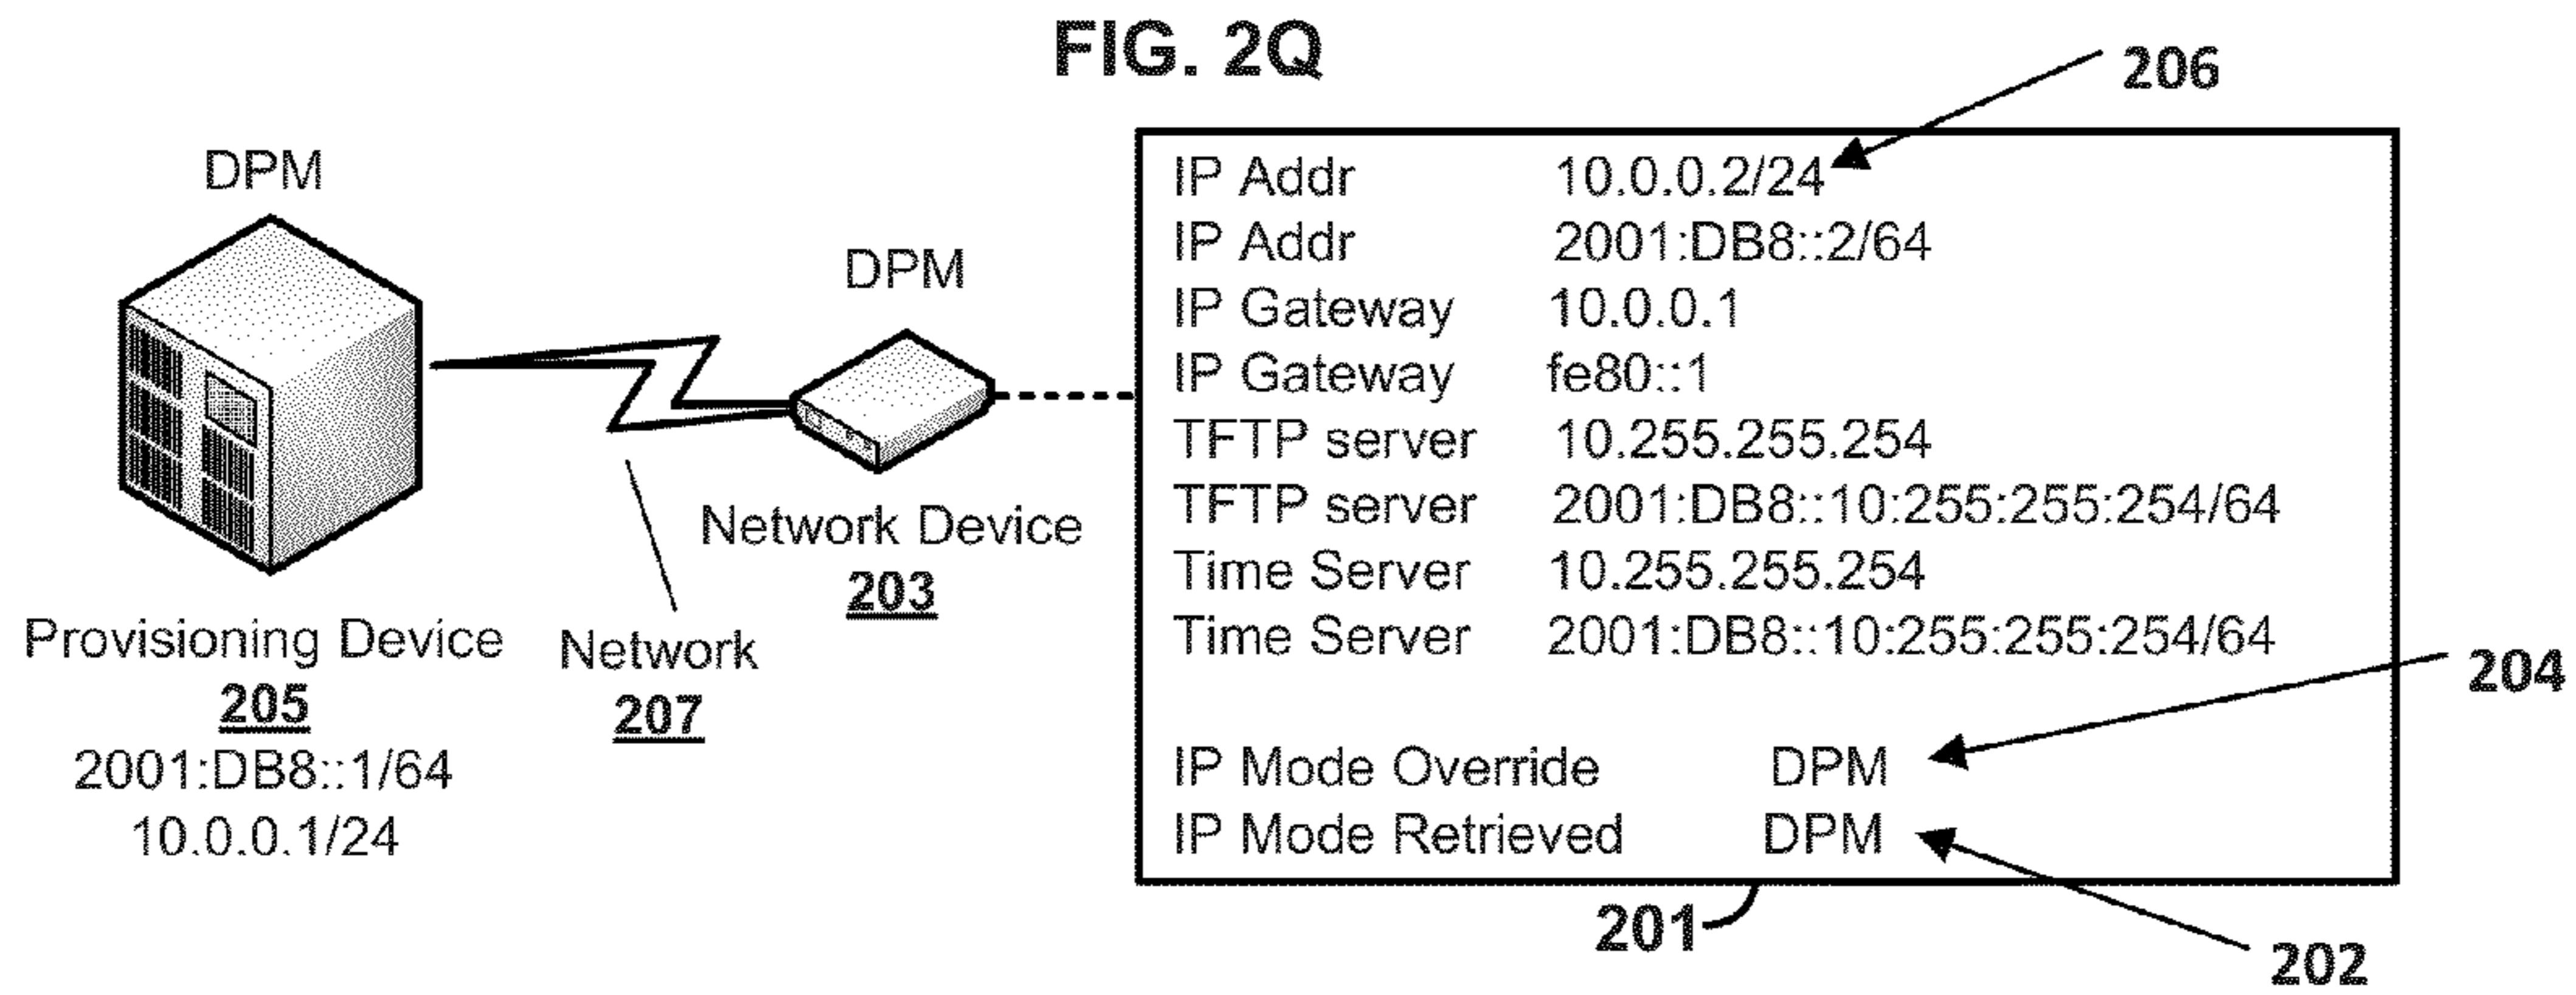 FIG. 2Q
206
DPM
DPM
IP Addr 10.0.0.2/24
IP Addr 2001:DB8::2/64
IP Gateway 10.0.0.1
IP Gateway fe80::1
TFTP server 10.255.255.254
TFTP server 2001:DB8::10:255:255:254/64
Time Server 10.255.255.254
Time Server 2001:DB8::10:255:255:254/64
IP Mode Override DPM
IP Mode Retrieved DPM
Network Device
203
Provisioning Device
205
2001:DB8::1/64
10.0.0.1/24
Network
207
204
201
202